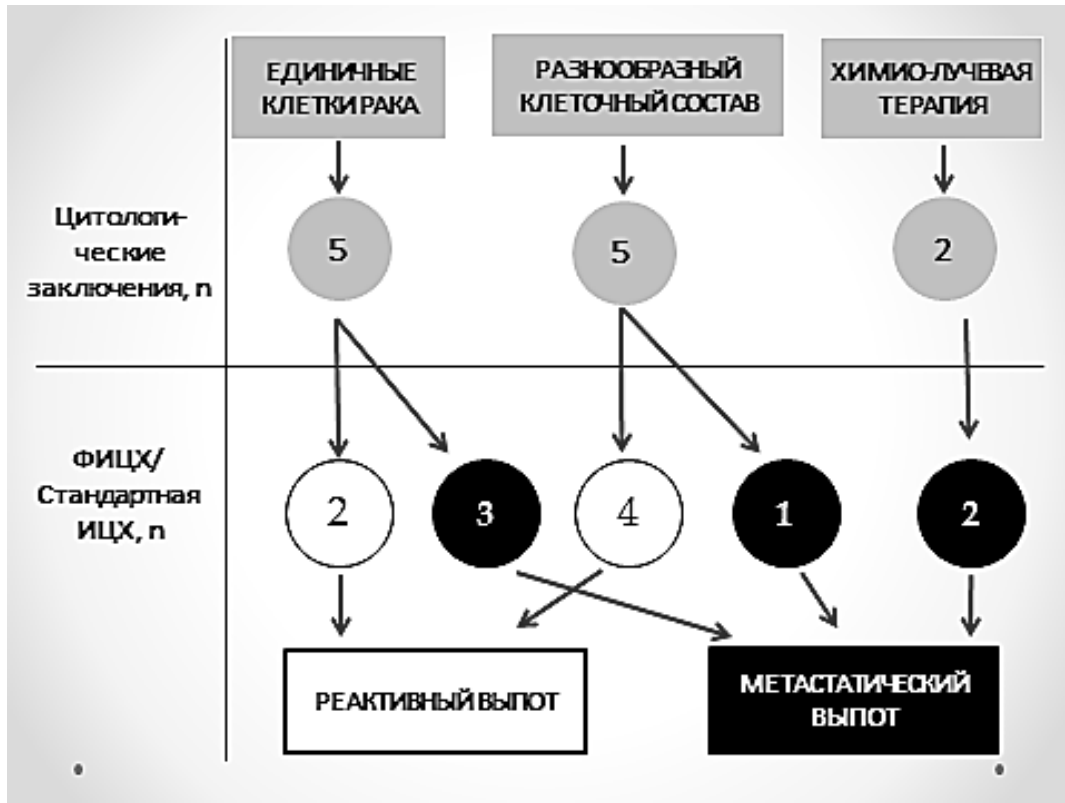 ЕДИНИЧНЫЕ
КЛЕТКИ РАКА
РАЗНООБРАЗНЫЙ
КЛЕТОЧНЫЙ СОСТАВ
ХИМИО-ЛУЧЕВАЯ
ТЕРАПИЯ
Цитологи-
ческие
заключения, n
5
5
2
ФИЦХ/
Стандартная
ИЦХ, n
2
3
4
1
2
РЕАКТИВНЫЙ ВЫПОТ
МЕТАСТАТИЧЕСКИЙ
ВЫПОТ